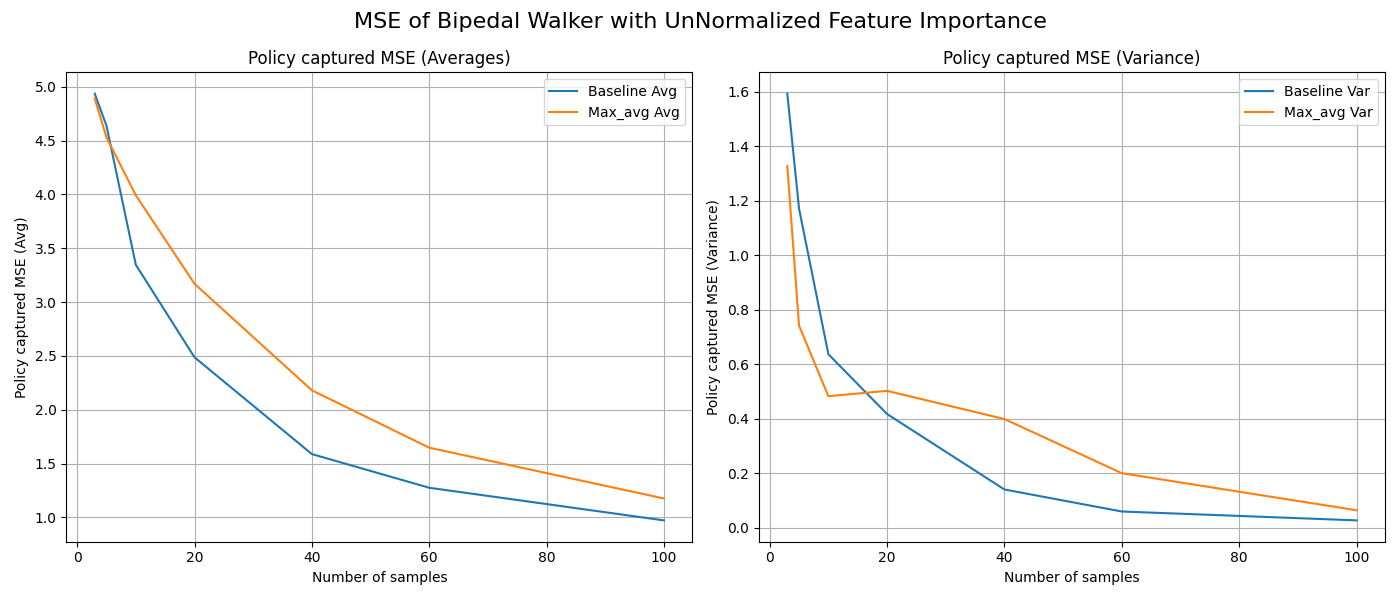 MSE of Bipedal Walker with UnNormalized Feature Importance
Policy captured MSE (Averages)
Policy captured MSE (Avg)
5.0
4.5
4.0
3.5
3.0
2.5
2.0
1.5
1.0
Baseline Avg
Max_avg Avg
0 20 40 60 80 100
Number of samples
Policy captured MSE (Variance)
Policy captured MSE (Variance)
1.6
1.4
1.2
1.0
0.8
0.6
0.4
0.2
0.0
Baseline Var
Max_avg Var
0 20 40 60 80 100
Number of samples